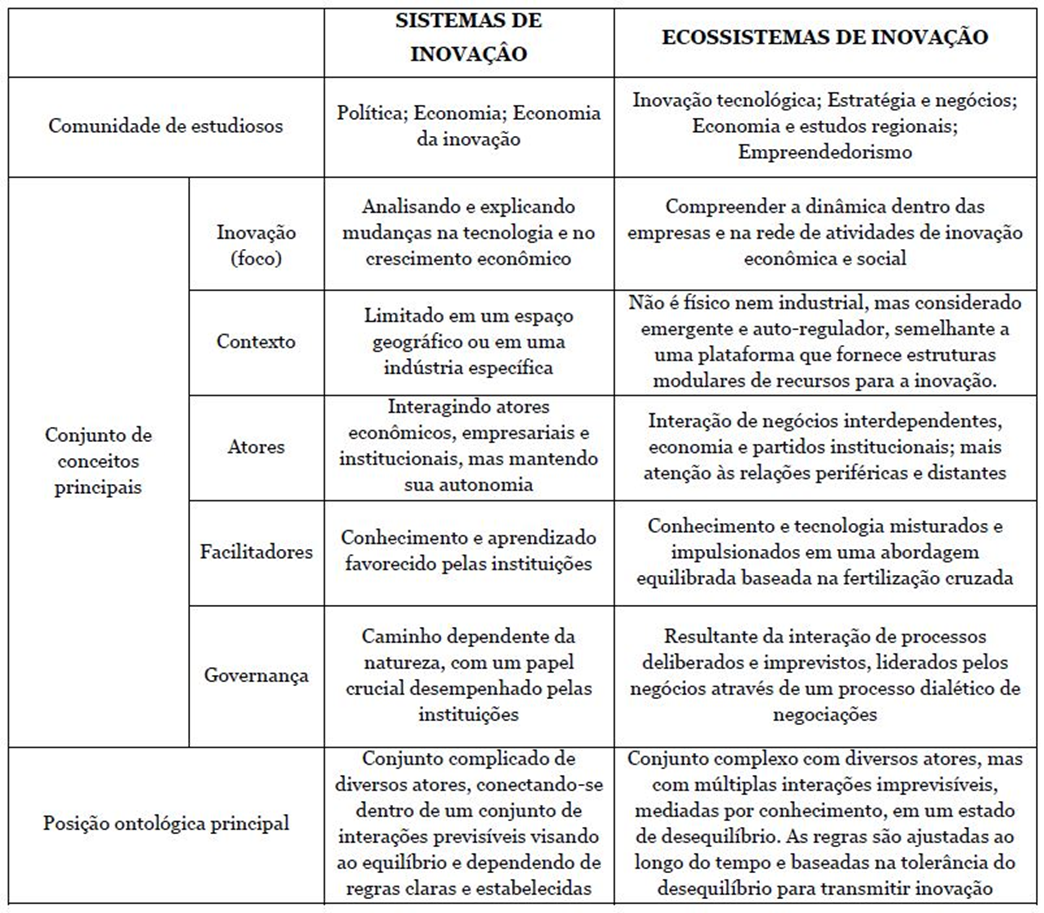 SISTEMAS DE
INOVAÇÂO
ECOSSISTEMAS DE INOVAÇÃO
Comunidade de estudiosos
Política; Economia; Economia
da inovação
Inovação tecnológica; Estratégia e negócios;
Economia e estudos regionais;
Empreendedorismo
Conjunto de
conceitos
principais
Inovação
(foco)
Analisando e explicando
mudanças na tecnologia e no
crescimento econômico
Compreender a dinâmica dentro das
empresas e na rede de atividades de inovação
econômica e social
Contexto
Limitado em um espaço
geográfico ou em uma
indústria específica
Não é físico nem industrial, mas considerado
emergente e auto-regulador, semelhante a
uma plataforma que fornece estruturas
modulares de recursos para a inovação.
Atores
Interagindo atores
econômicos, empresariais e
institucionais, mas mantendo
sua autonomia
Interação de negócios interdependentes,
economia e partidos institucionais; mais
atenção às relações periféricas e distantes
Facilitadores
Conhecimento e aprendizado
favorecido pelas instituições
Conhecimento e tecnologia misturados e
impulsionados em uma abordagem
equilibrada baseada na fertilização cruzada
Governança
Caminho dependente da
natureza, com um papel
crucial desempenhado pelas
instituições
Resultante da interação de processos
deliberados e imprevistos, liderados pelos
negócios através de um processo dialético de
negociações
Posição ontológica principal
Conjunto complicado de
diversos atores, conectando-se
dentro de um conjunto de
interações previsíveis visando
ao equilíbrio e dependendo de
regras claras e estabelecidas
Conjunto complexo com diversos atores, mas
com múltiplas interações imprevisíveis,
mediadas por conhecimento, em um estado
de desequilíbrio. As regras são ajustadas ao
longo do tempo e baseadas na tolerância do
desequilíbrio para transmitir inovação